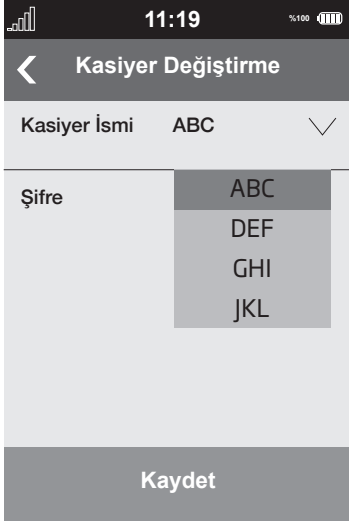 11:19 %100
Kasiyer Değiştirme
Kasiyer İsmi ABC
Şifre
ABC
DEF
GHI
JKL
Kaydet